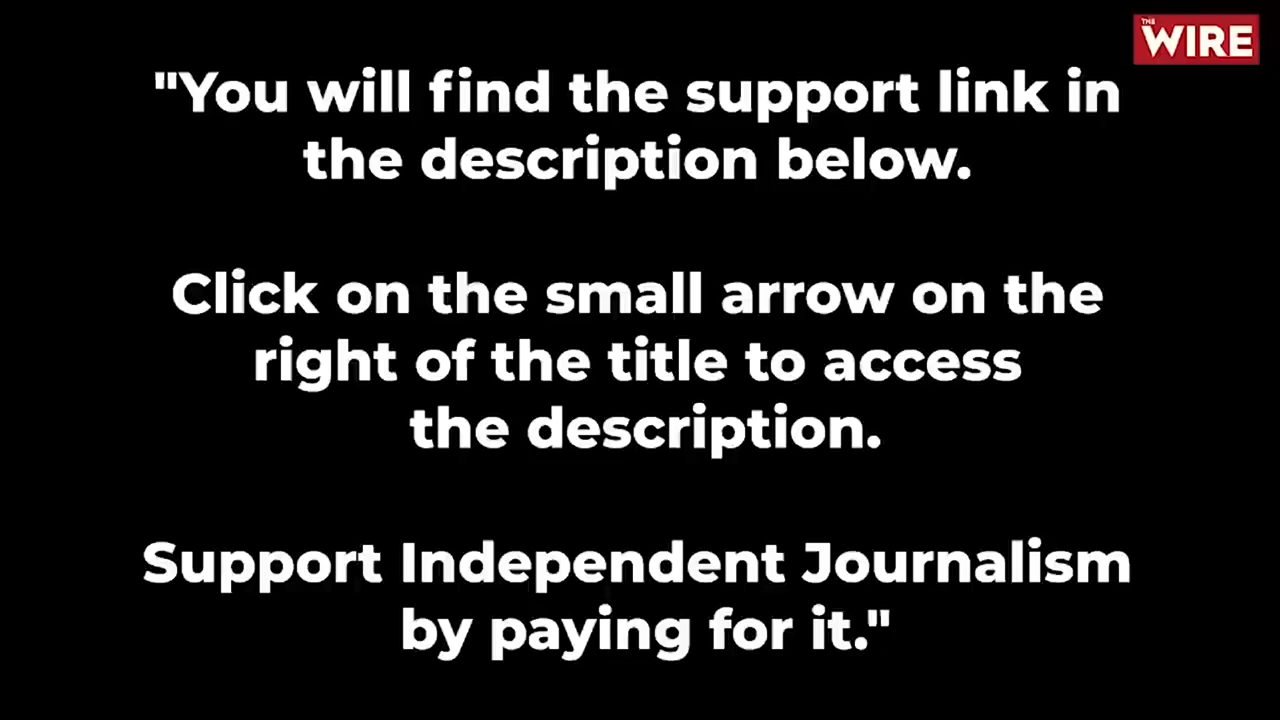 THE
WIRE
"You will find the support link in
the description below.
Click on the small arrow on the
right of the title to access
the description.
Support Independent Journalism
by paying for it."